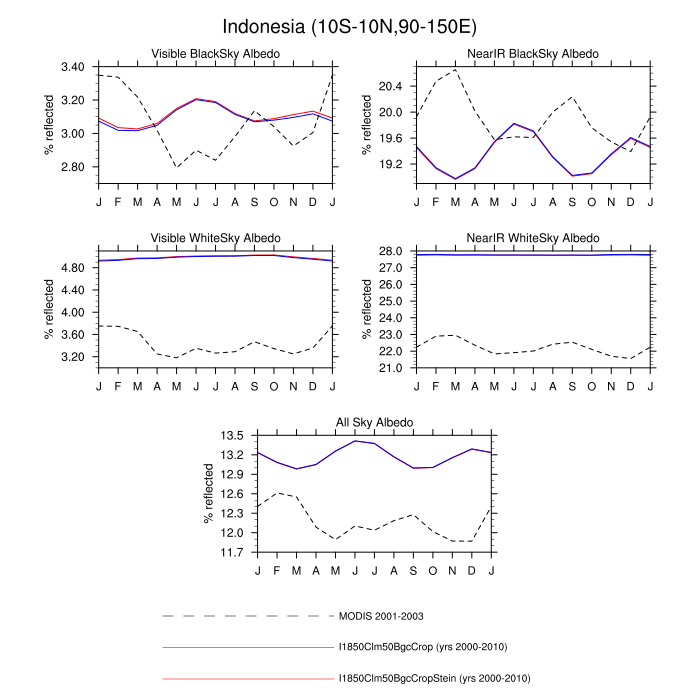 Indonesia (10S-10N,90-150E)
Visible BlackSky Albedo
% reflected
3.40
3.20
3.00
2.80
J F M A M J J A S O N D J
NearIR BlackSky Albedo
% reflected
20.4
20.0
19.6
19.2
J F M A M J J A S O N D J
Visible WhiteSky Albedo
% reflected
4.80
4.40
4.00
3.60
3.20
J F M A M J J A S O N D J
NearIR WhiteSky Albedo
% reflected
28.0
27.0
26.0
25.0
24.0
23.0
22.0
21.0
J F M A M J J A S O N D J
All Sky Albedo
% reflected
13.5
13.2
12.9
12.6
12.3
12.0
11.7
J F M A M J J A S O N D J
MODIS 2001-2003
I1850Clm50BgcCrop (yrs 2000-2010)
I1850Clm50BgcCropStein (yrs 2000-2010)